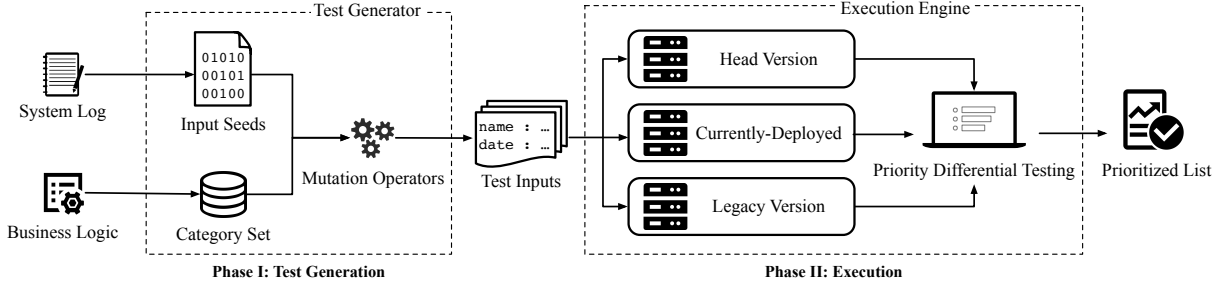 Test Generator
Execution Engine
System Log
01010
00101
00100
Input Seeds
Business Logic
Category Set
Mutation Operators
name : …
date : …
Test Inputs
Head Version
Currently-Deployed
Legacy Version
Priority Differential Testing
Prioritized List
Phase I: Test Generation
Phase II: Execution